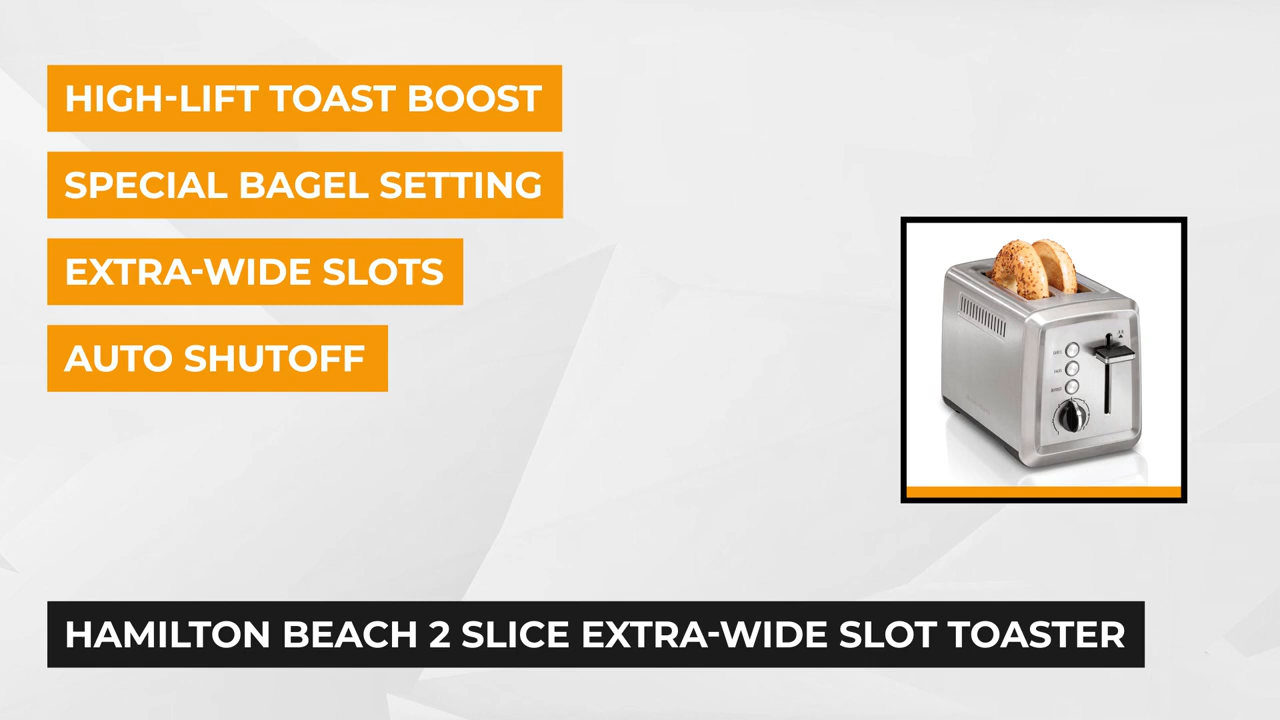 HIGH-LIFT TOAST BOOST
SPECIAL BAGEL SETTING
EXTRA-WIDE SLOTS
AUTO SHUTOFF
HAMILTON BEACH 2 SLICE EXTRA-WIDE SLOT TOASTER